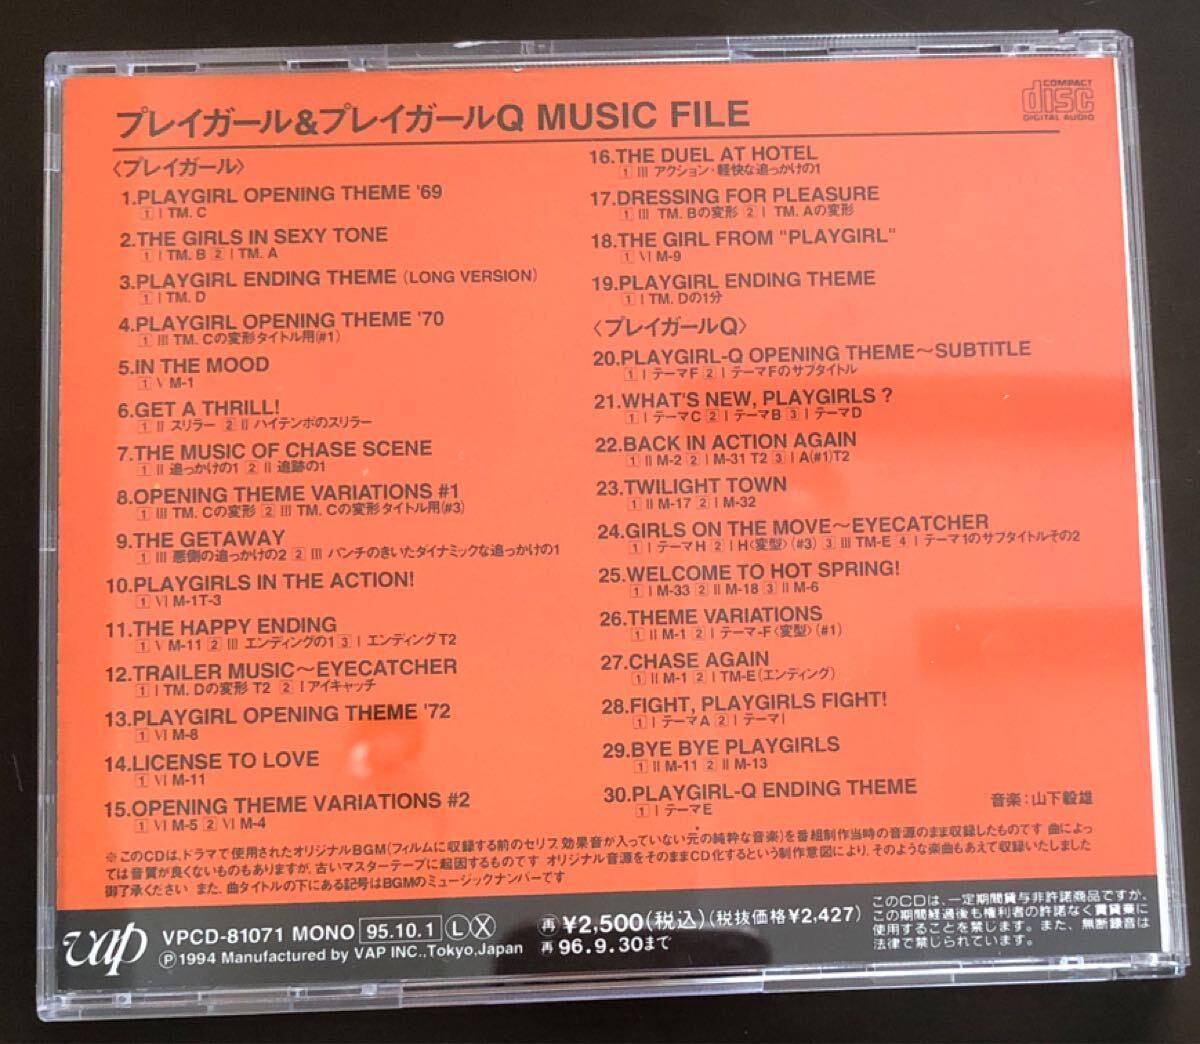 プレイガール&プレイガールQ MUSIC FILE
COMPACT
disc
DIGITAL AUDIO
〈プレイガール〉
1.PLAYGIRL OPENING THEME '69
1 I TM. C
2.THE GIRLS IN SEXY TONE
1 I TM. B 2 I TM. A
3.PLAYGIRL ENDING THEME (LONG VERSION)
1 I TM. D
4.PLAYGIRL OPENING THEME '70
1 III TM. Cの変形タイトル用(#1)
5.IN THE MOOD
1 V M-1
6.GET A THRILL!
1 II スリラー 2 II ハイテンポのスリラー
7.THE MUSIC OF CHASE SCENE
1 II 追っかけの1 2 II 追跡の1
8.OPENING THEME VARIATIONS #1
1 III TM. Cの変形 2 III TM. Cの変形タイトル用(#3)
9.THE GETAWAY
1 III 悪側の追っかけの2 2 III パンチのきいたダイナミックな追っかけの1
10.PLAYGIRLS IN THE ACTION!
1 VI M-1T-3
11.THE HAPPY ENDING
1 V M-11 2 III エンディングの1 3 I エンディングT2
12.TRAILER MUSIC〜EYECATCHER
1 I TM. Dの変形 T2 2 I アイキャッチ
13.PLAYGIRL OPENING THEME '72
1 VI M-8
14.LICENSE TO LOVE
1 VI M-11
15.OPENING THEME VARIATIONS #2
1 VI M-5 2 VI M-4
16.THE DUEL AT HOTEL
1 III アクション・軽快な追っかけの1
17.DRESSING FOR PLEASURE
1 III TM. Bの変形 2 I TM. Aの変形
18.THE GIRL FROM "PLAYGIRL"
1 VI M-9
19.PLAYGIRL ENDING THEME
1 I TM. Dの1分
〈プレイガールQ〉
20.PLAYGIRL-Q OPENING THEME〜SUBTITLE
1 I テーマF 2 I テーマFのサブタイトル
21.WHAT'S NEW, PLAYGIRLS ?
1 I テーマC 2 I テーマB 3 I テーマD
22.BACK IN ACTION AGAIN
1 II M-2 2 I M-31 T2 3 I A(#1)T2
23.TWILIGHT TOWN
1 II M-17 2 I M-32
24.GIRLS ON THE MOVE〜EYECATCHER
1 I テーマH 2 I H〈変型〉(#3) 3 III TM-E 4 I テーマ1のサブタイトルその2
25.WELCOME TO HOT SPRING!
1 I M-33 2 II M-18 3 II M-6
26.THEME VARIATIONS
1 II M-1 2 I テーマ-F〈変型〉(#1)
27.CHASE AGAIN
1 II M-1 2 I TM-E(エンディング)
28.FIGHT, PLAYGIRLS FIGHT!
1 I テーマA 2 I テーマI
29.BYE BYE PLAYGIRLS
1 II M-11 2 II M-13
30.PLAYGIRL-Q ENDING THEME
1 I テーマE
音楽:山下毅雄
※このCDは、ドラマで使用されたオリジナルBGM(フィルムに収録する前のセリフ、効果音が入っていない元の純粋な音楽)を番組制作当時の音源のまま収録したものです 曲によっ
ては音質が良くないものもありますが、古いマスターテープに起因するものです オリジナル音源をそのままCD化するという制作意図により、そのような楽曲もあえて収録いたしました
御了承ください また、曲タイトルの下にある記号はBGMのミュージックナンバーです
vap
VPCD-81071 MONO 95.10.1 L X
Ⓟ1994 Manufactured by VAP INC.,Tokyo,Japan
再 ¥2,500(税込)(税抜価格¥2,427)
再 96.9.30まで
このCDは、一定期間貸与非許諾商品ですが、
この期間経過後も権利者の許諾なく賃貸業に
使用することを禁じます。また、無断録音は
法律で禁じられています。